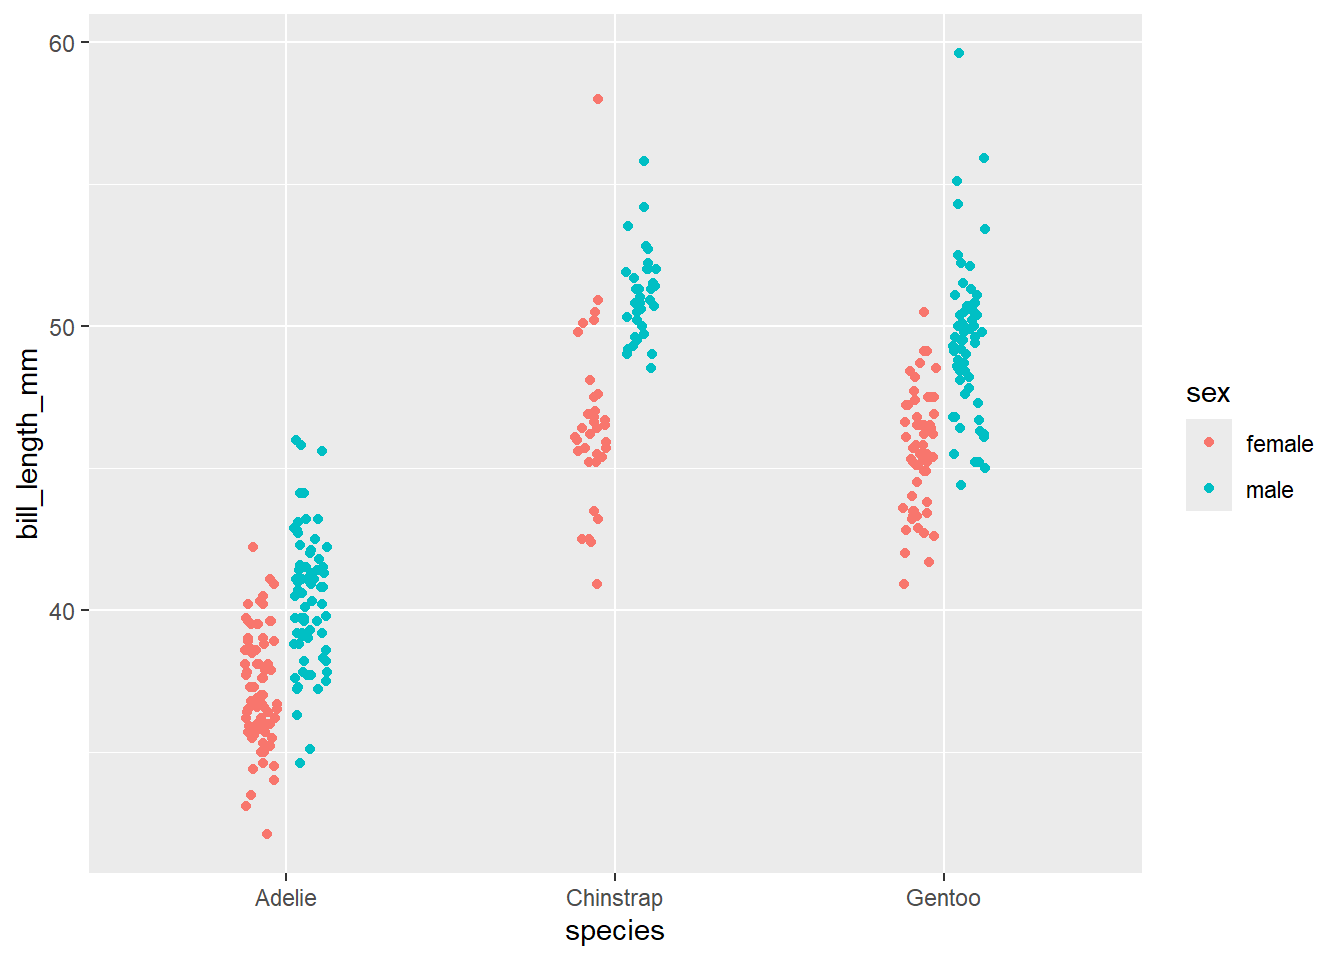 60
50
40
bill_length_mm
Adelie
Chinstrap
Gentoo
species
sex
female
male